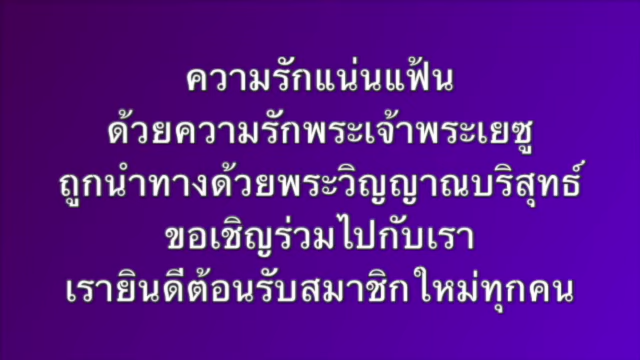 ความรักแน่นแฟ้น
ด้วยความรักพระเจ้าพระเยซู
ถูกนำทางด้วยพระวิญญาณบริสุทธ์
ขอเชิญร่วมไปกับเรา
เรายินดีต้อนรับสมาชิกใหม่ทุกคน